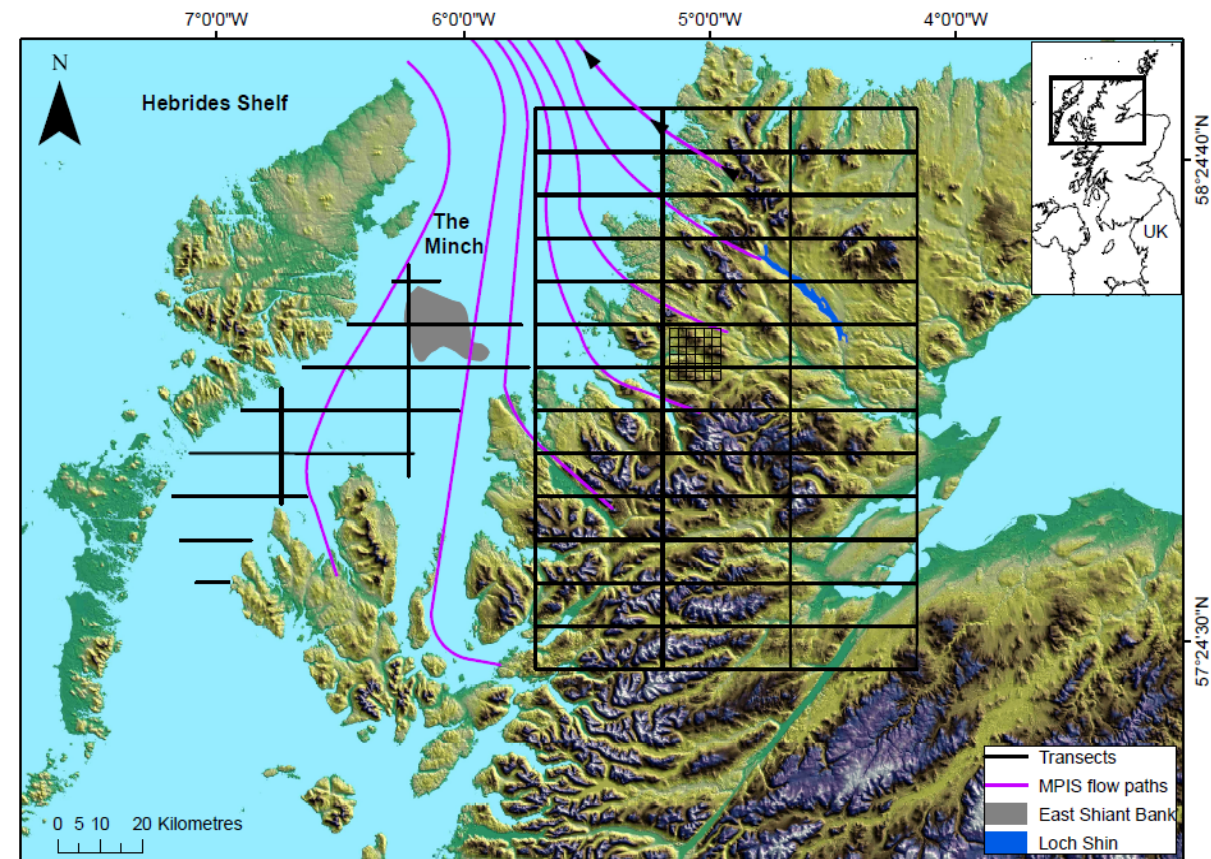 7°0'0"W
6°0'0"W
5°0'0"W
4°0'0"W
N
Hebrides Shelf
The
Minch
UK
58°24'40"N
57°24'30"N
Transects
MPIS flow paths
East Shiant Bank
Loch Shin
0 5 10 20 Kilometres